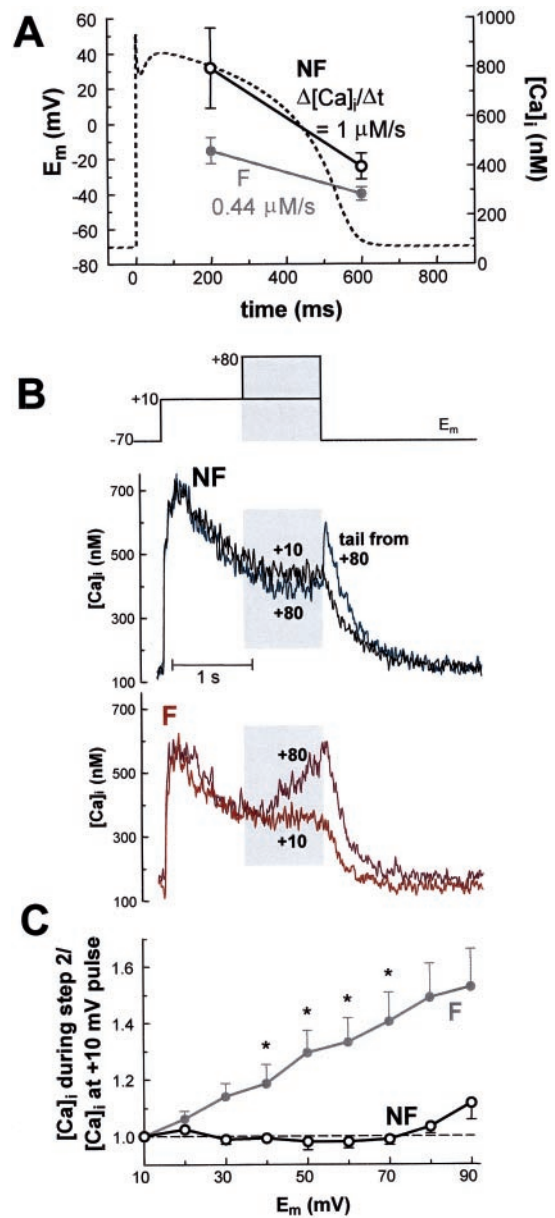 A
60
40
20
0
-20
-40
-60
-80
E_m (mV)
NF
Δ[Ca]_i/Δt
= 1 μM/s
F
0.44 μM/s
1000
800
600
400
200
0
[Ca]_i (nM)
0 200 400 600 800
time (ms)
B
+80
+10
-70
E_m
NF
700
500
300
100
[Ca]_i (nM)
+10
+80
tail from
+80
1 s
F
700
500
300
100
[Ca]_i (nM)
+80
+10
C
[Ca]_i during step 2/
[Ca]_i at +10 mV pulse
1.6
1.4
1.2
1.0
* * * *
F
NF
10 30 50 70 90
E_m (mV)